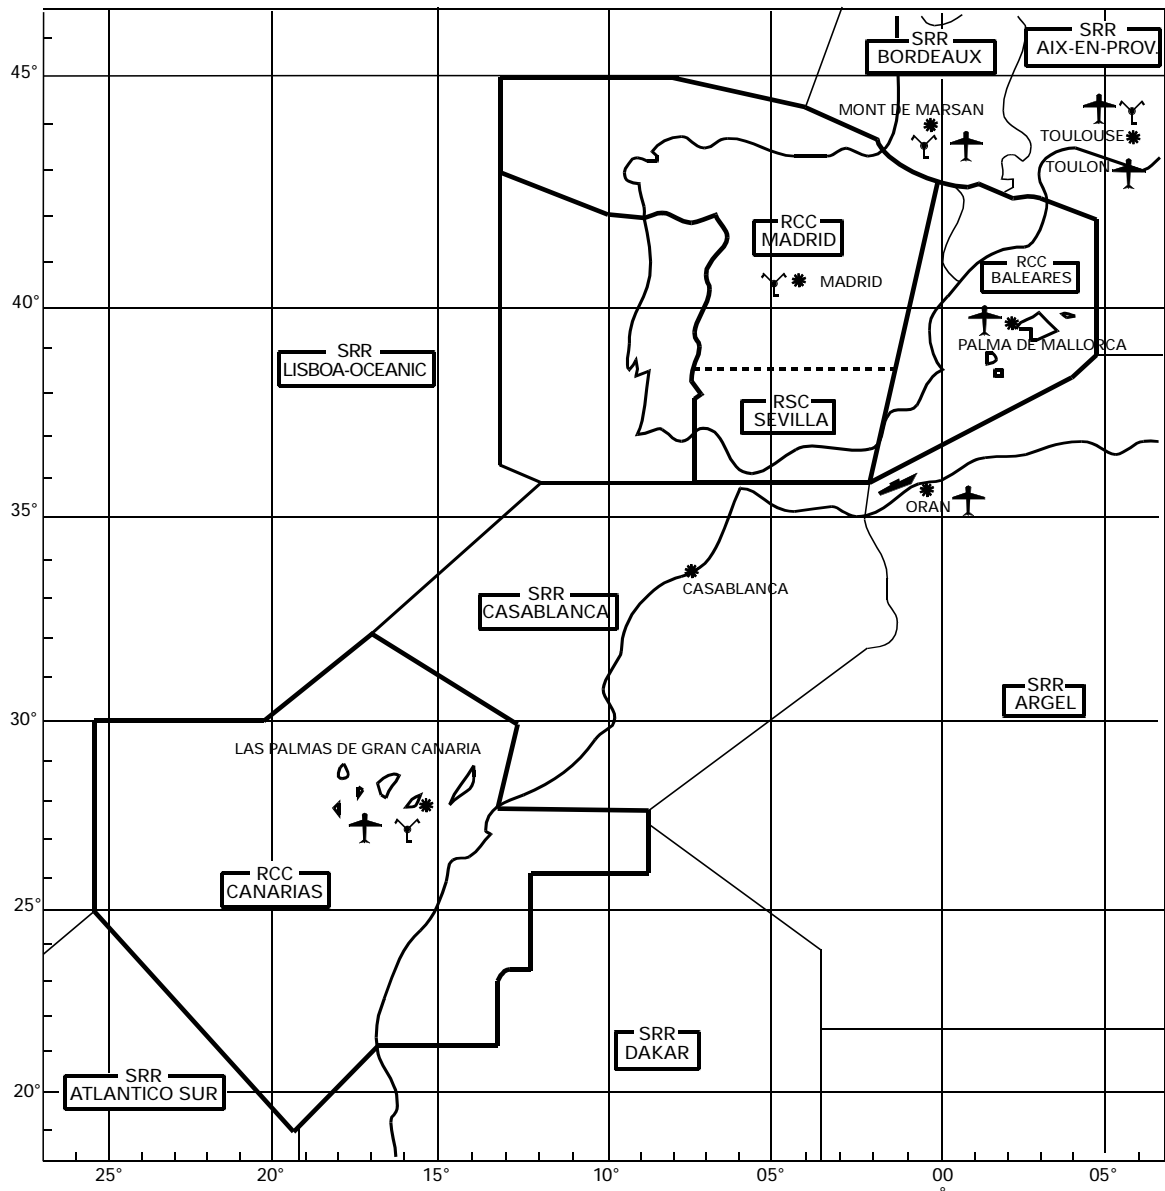 SRR
BORDEAUX
SRR
AIX-EN-PROV.
45°
MONT DE MARSAN
TOULOUSE
TOULON
RCC
MADRID
RCC
BALEARES
MADRID
40°
PALMA DE MALLORCA
SRR
LISBOA-OCEANIC
RSC
SEVILLA
35°
ORAN
CASABLANCA
SRR
CASABLANCA
SRR
ARGEL
30°
LAS PALMAS DE GRAN CANARIA
RCC
CANARIAS
25°
SRR
DAKAR
20°
SRR
ATLANTICO SUR
25° 20° 15° 10° 05° 00° 05°